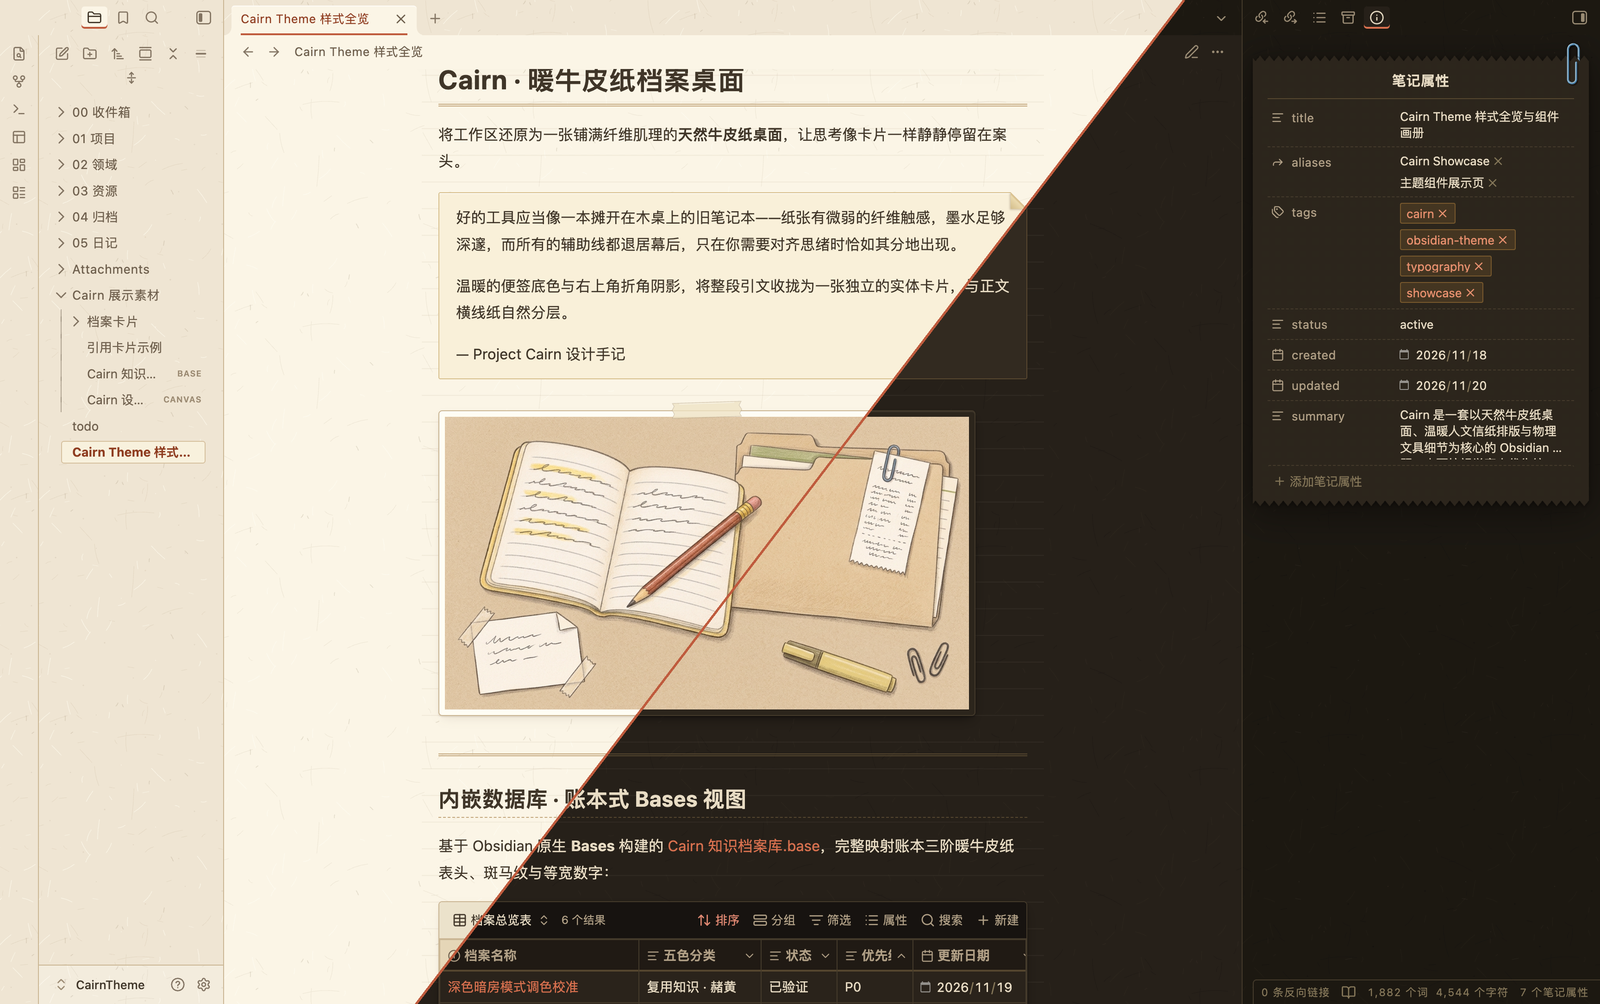 Cairn Theme 样式全览
Cairn Theme 样式全览
00 收件箱
01 项目
02 领域
03 资源
04 归档
05 日记
Attachments
Cairn 展示素材
档案卡片
引用卡片示例
Cairn 知识... BASE
Cairn 设... CANVAS
todo
Cairn Theme 样式...
CairnTheme
Cairn · 暖牛皮纸档案桌面
将工作区还原为一张铺满纤维肌理的天然牛皮纸桌面，让思考像卡片一样静静停留在案
头。
好的工具应当像一本摊开在木桌上的旧笔记本——纸张有微弱的纤维触感，墨水足够
深邃，而所有的辅助线都退居幕后，只在你需要对齐思绪时恰如其分地出现。
温暖的便签底色与右上角折角阴影，将整段引文收拢为一张独立的实体卡片，与正文
横线纸自然分层。
— Project Cairn 设计手记
内嵌数据库 · 账本式 Bases 视图
基于 Obsidian 原生 Bases 构建的 Cairn 知识档案库.base，完整映射账本三阶暖牛皮纸
表头、斑马纹与等宽数字：
档案总览表 6 个结果 排序 分组 筛选 属性 搜索 新建
档案名称 五色分类 状态 优先 更新日期
深色暗房模式调色校准 复用知识 · 赭黄 已验证 P0 2026/11/19
笔记属性
title Cairn Theme 样式全览与组件
画册
aliases Cairn Showcase
主题组件展示页
tags cairn
obsidian-theme
typography
showcase
status active
created 2026/11/18
updated 2026/11/20
summary Cairn 是一套以天然牛皮纸桌
面、温暖人文信纸排版与物理
文具细节为核心的 Obsidian ...
添加笔记属性
0 条反向链接 1,882 个词 4,544 个字符 7 个笔记属性